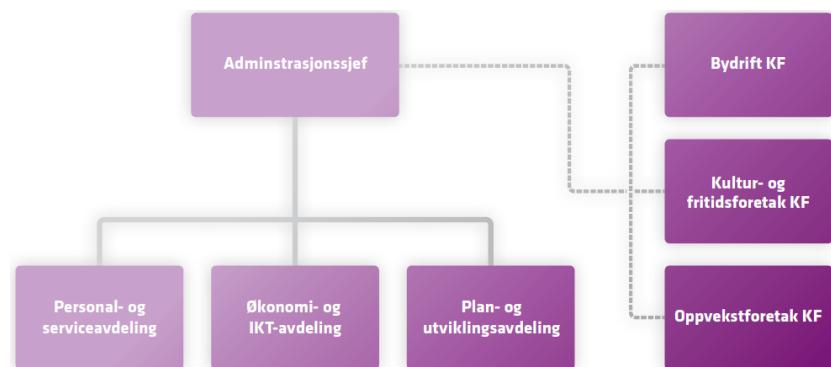 Adminstrasjonssjef
Bydrift KF
Kultur- og
fritidsforetak KF
Personal- og
serviceavdeling
Økonomi- og
IKT-avdeling
Plan- og
utviklingsavdeling
Oppvekstforetak KF